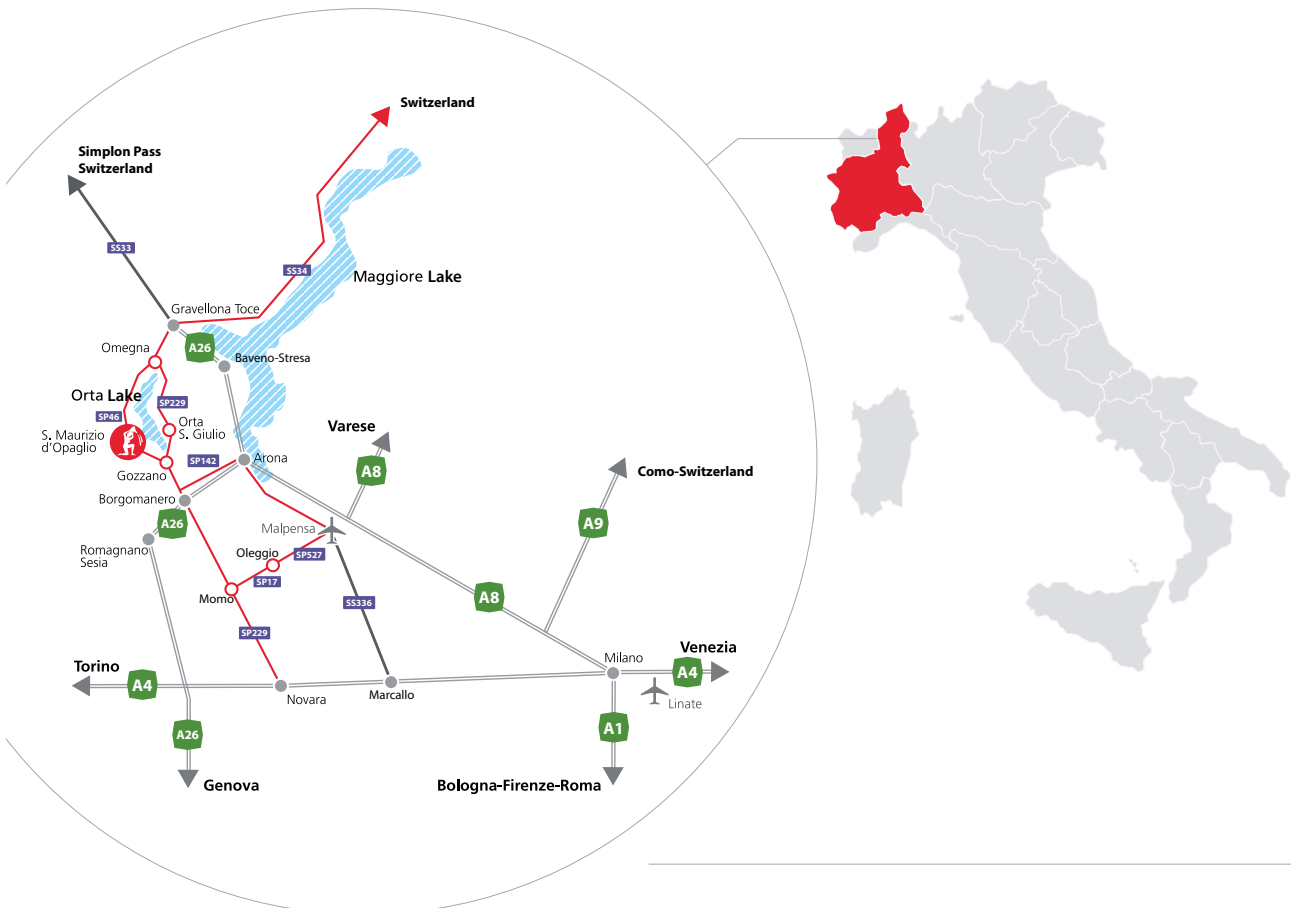 Switzerland
Simplon Pass
Switzerland
SS33
SS34
Maggiore Lake
Gravellona Toce
A26
Omegna
Baveno-Stresa
Orta Lake
SP229
SP46
Orta
S. Giulio
S. Maurizio
d'Opaglio
Varese
SP142
Arona
Gozzano
A8
Como-Switzerland
Borgomanero
A26
Malpensa
A9
Romagnano
Sesia
Oleggio
SP527
SP17
Momo
SS336
A8
SP229
Milano
Venezia
Torino
A4
A4
Novara
Marcallo
Linate
A26
A1
Genova
Bologna-Firenze-Roma